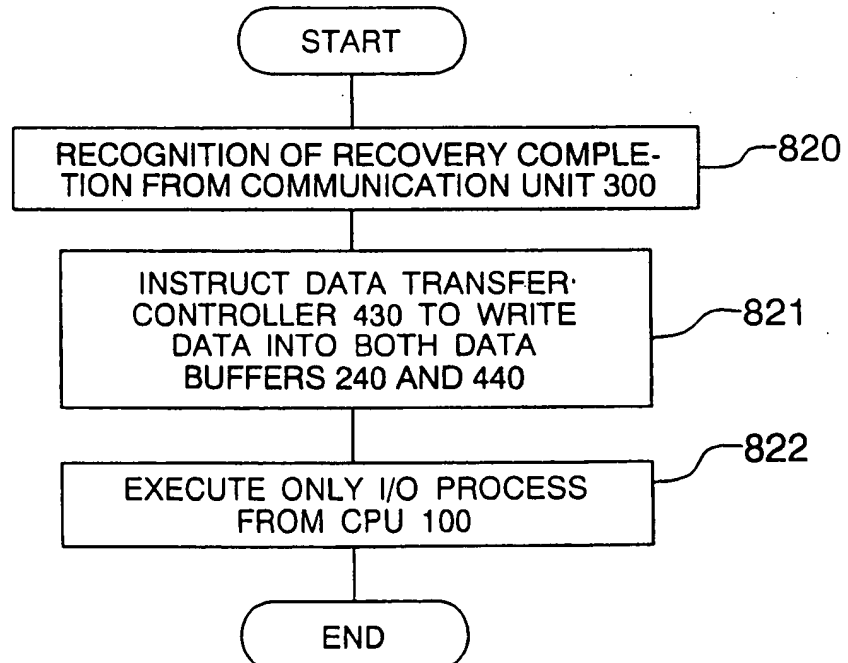 START
RECOGNITION OF RECOVERY COMPLE-
TION FROM COMMUNICATION UNIT 300
820
INSTRUCT DATA TRANSFER
CONTROLLER 430 TO WRITE
DATA INTO BOTH DATA
BUFFERS 240 AND 440
821
EXECUTE ONLY I/O PROCESS
FROM CPU 100
822
END